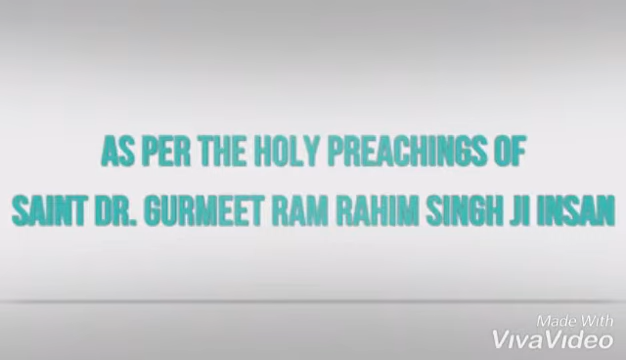 AS PER THE HOLY PREACHINGS OF
SAINT DR. GURMEET RAM RAHIM SINGH JI INSAN
Made With
VivaVideo